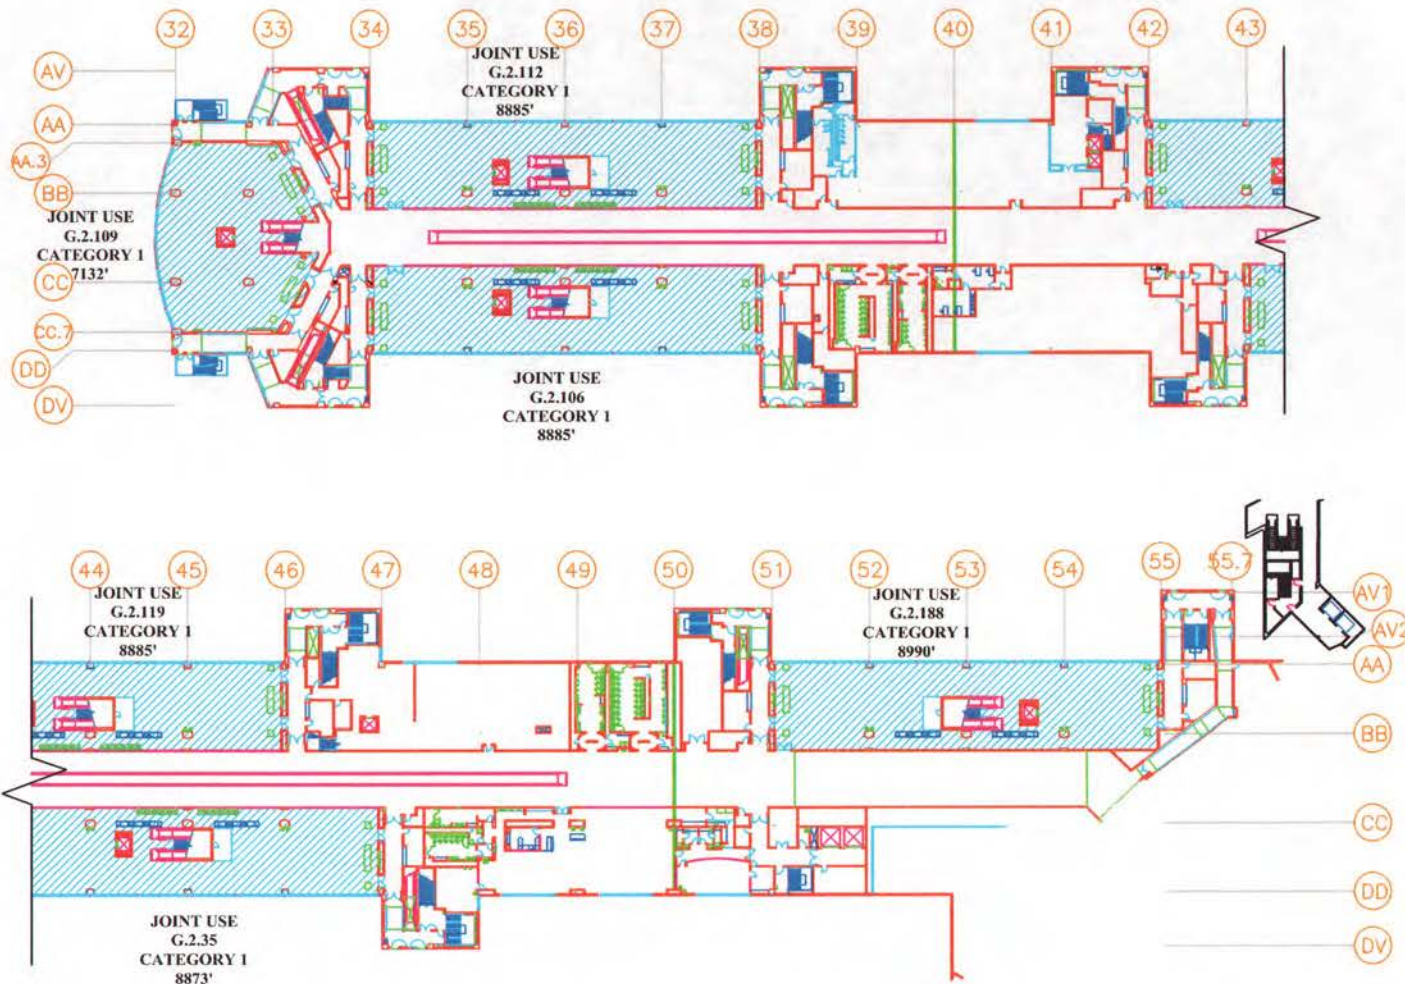 32 33 34 35 36 37 38 39 40 41 42 43
JOINT USE
G.2.112
CATEGORY 1
8885'
AV
AA
AA.3
BB
JOINT USE
G.2.109
CATEGORY 1
7132'
CC
CC.7
DD
DV
JOINT USE
G.2.106
CATEGORY 1
8885'
44 45 46 47 48 49 50 51 52 53 54 55 55.7
JOINT USE
G.2.119
CATEGORY 1
8885'
JOINT USE
G.2.188
CATEGORY 1
8990'
AV1
AV2
AA
BB
CC
DD
DV
JOINT USE
G.2.35
CATEGORY 1
8873'